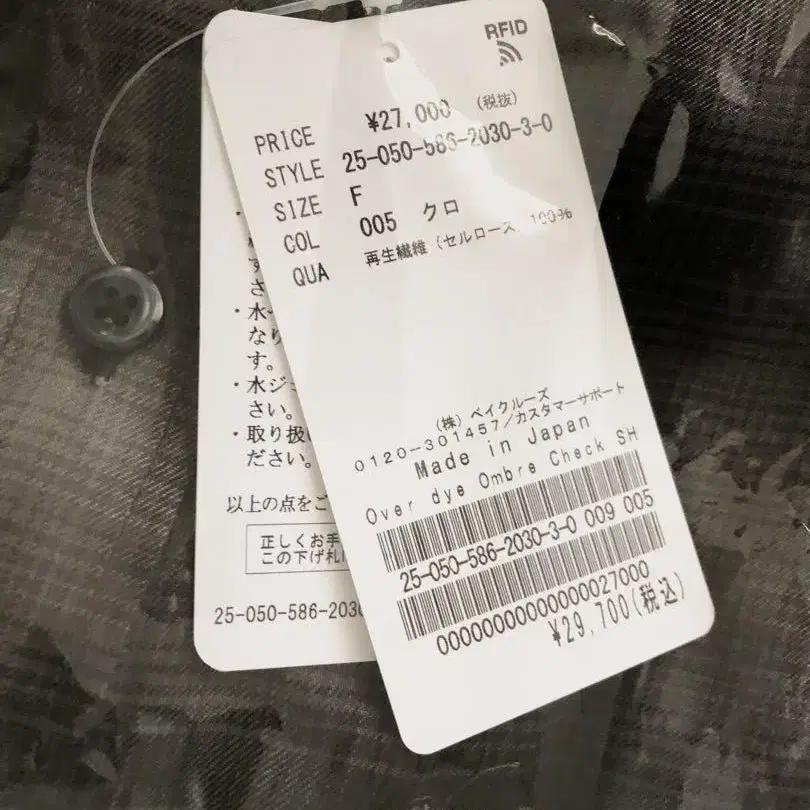 RFID
PRICE ¥27,000 (税抜)
STYLE 25-050-586-2030-3-0
SIZE F
COL 005 クロ
QUA 再生繊維(セルロース) 100%
(株)ベイクルーズ
0120-301457/カスタマーサポート
Made in Japan
Over dye Ombre Check SH
25-050-586-2030-3-0 009 005
00000000000000027000
¥29,700(税込)
す
さ
・水
なり
す。
・水ジ
さい。
・取り扱
ださい。
以上の点をご
正しくお手
この下げ札
25-050-586-2030